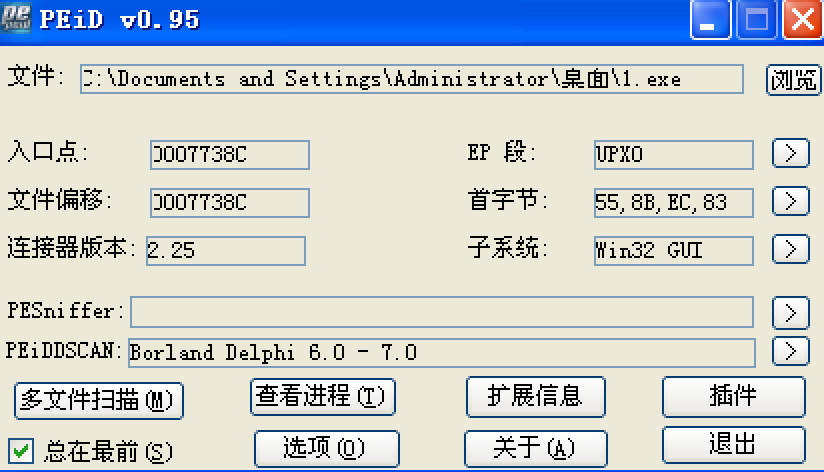 PEiD v0.95
文件: C:\Documents and Settings\Administrator\桌面\1.exe 浏览
入口点: 0007738C EP 段: UPX0 >
文件偏移: 0007738C 首字节: 55,8B,EC,83 >
连接器版本: 2.25 子系统: Win32 GUI >
PESniffer: >
PEiDDSCAN: Borland Delphi 6.0 - 7.0 >
多文件扫描(M) 查看进程(T) 扩展信息 插件
总在最前(S) 选项(O) 关于(A) 退出